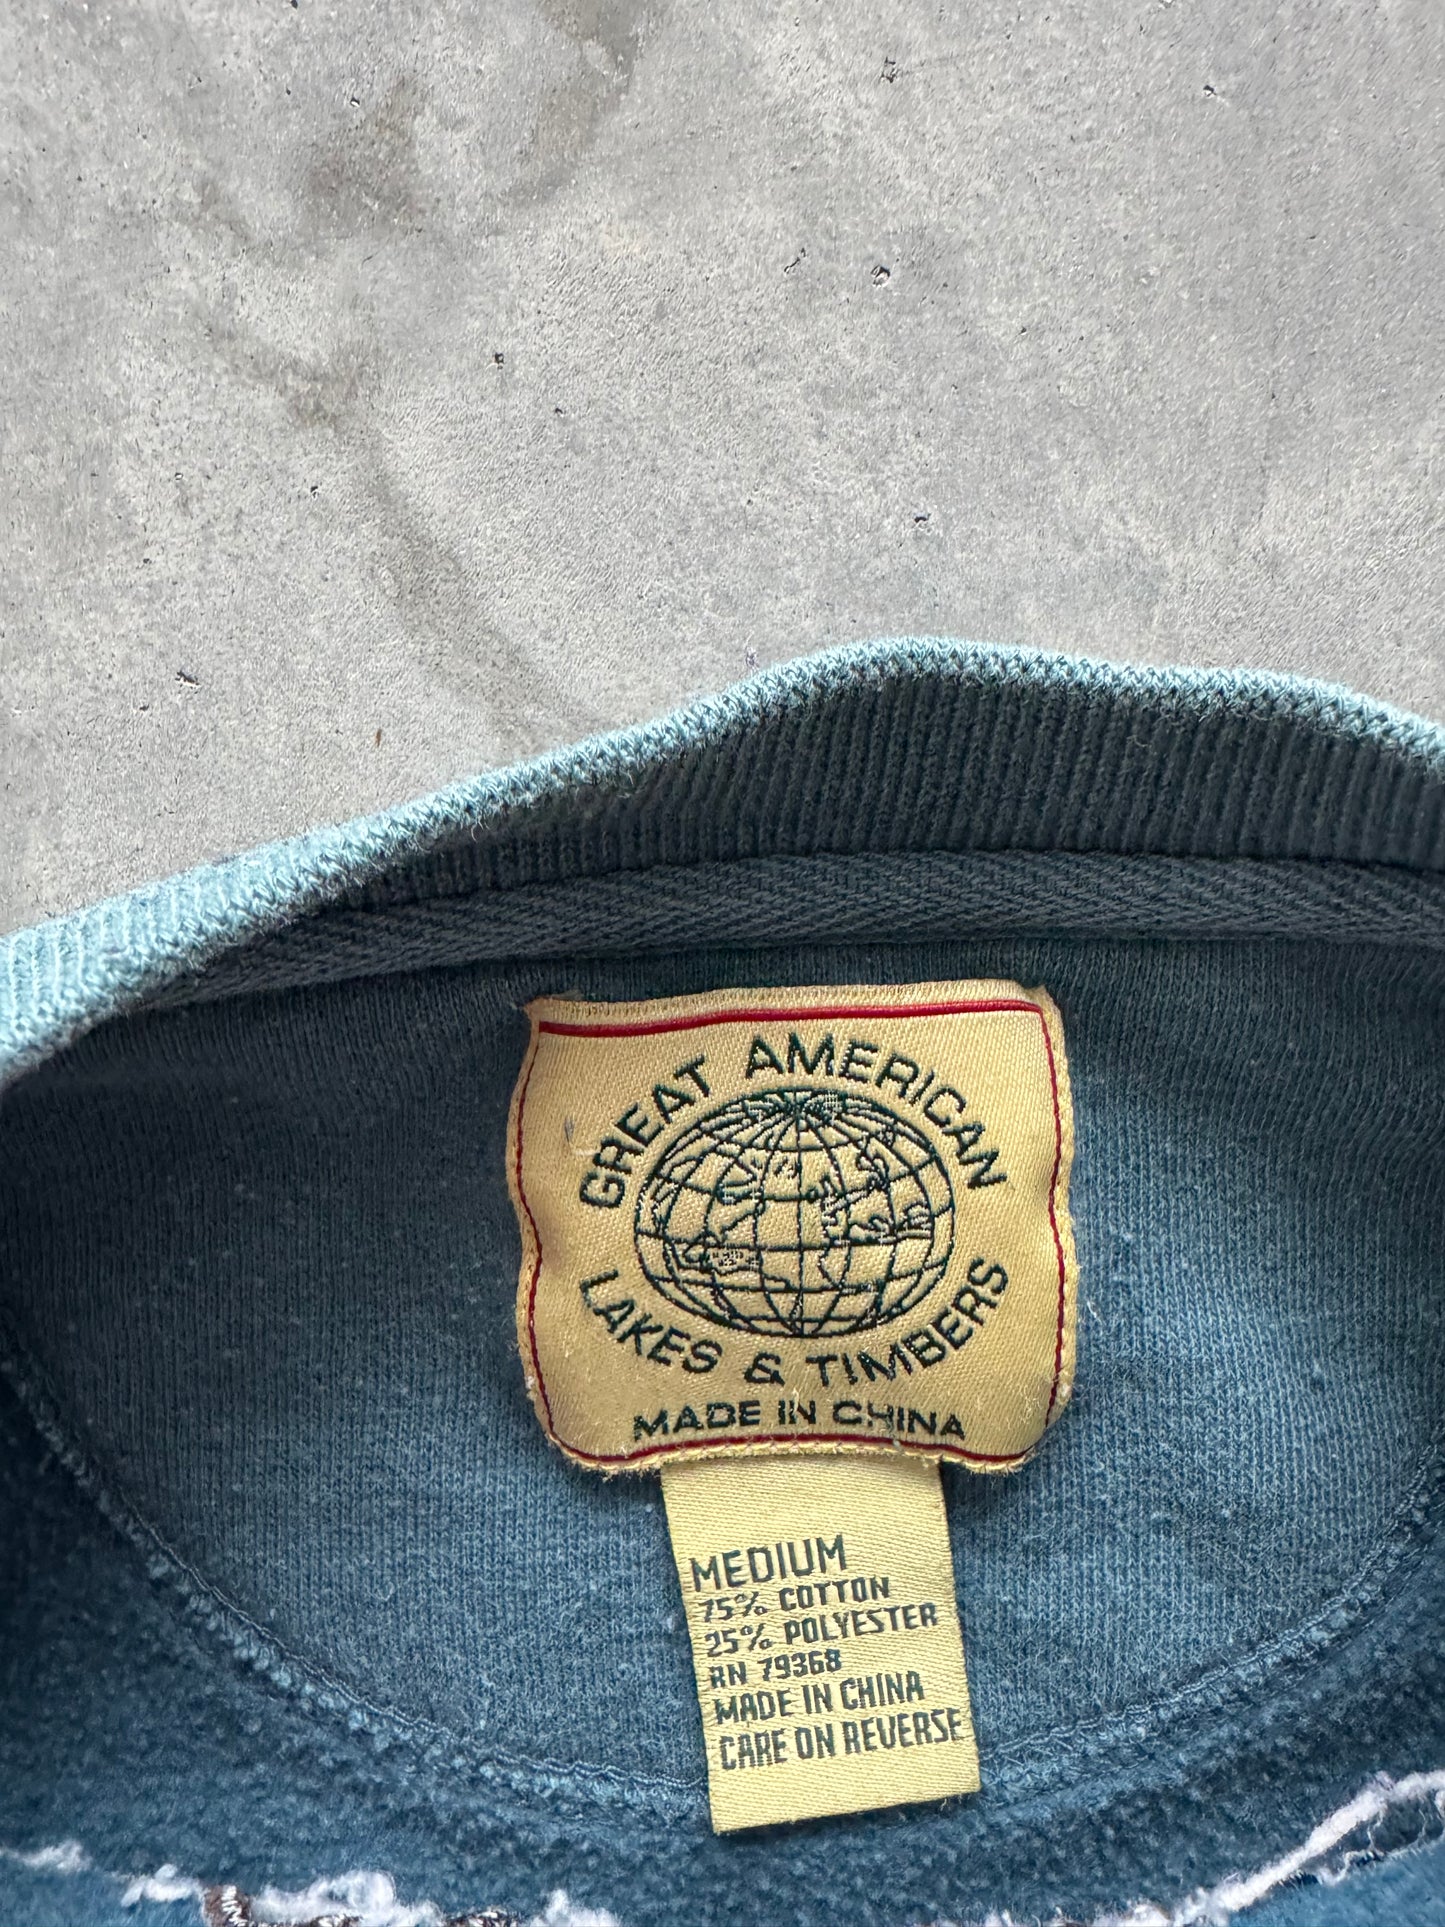 GREAT AMERICAN
LAKES & TIMBERS
MADE IN CHINA
MEDIUM
75% COTTON
25% POLYESTER
RN 79368
MADE IN CHINA
CARE ON REVERSE